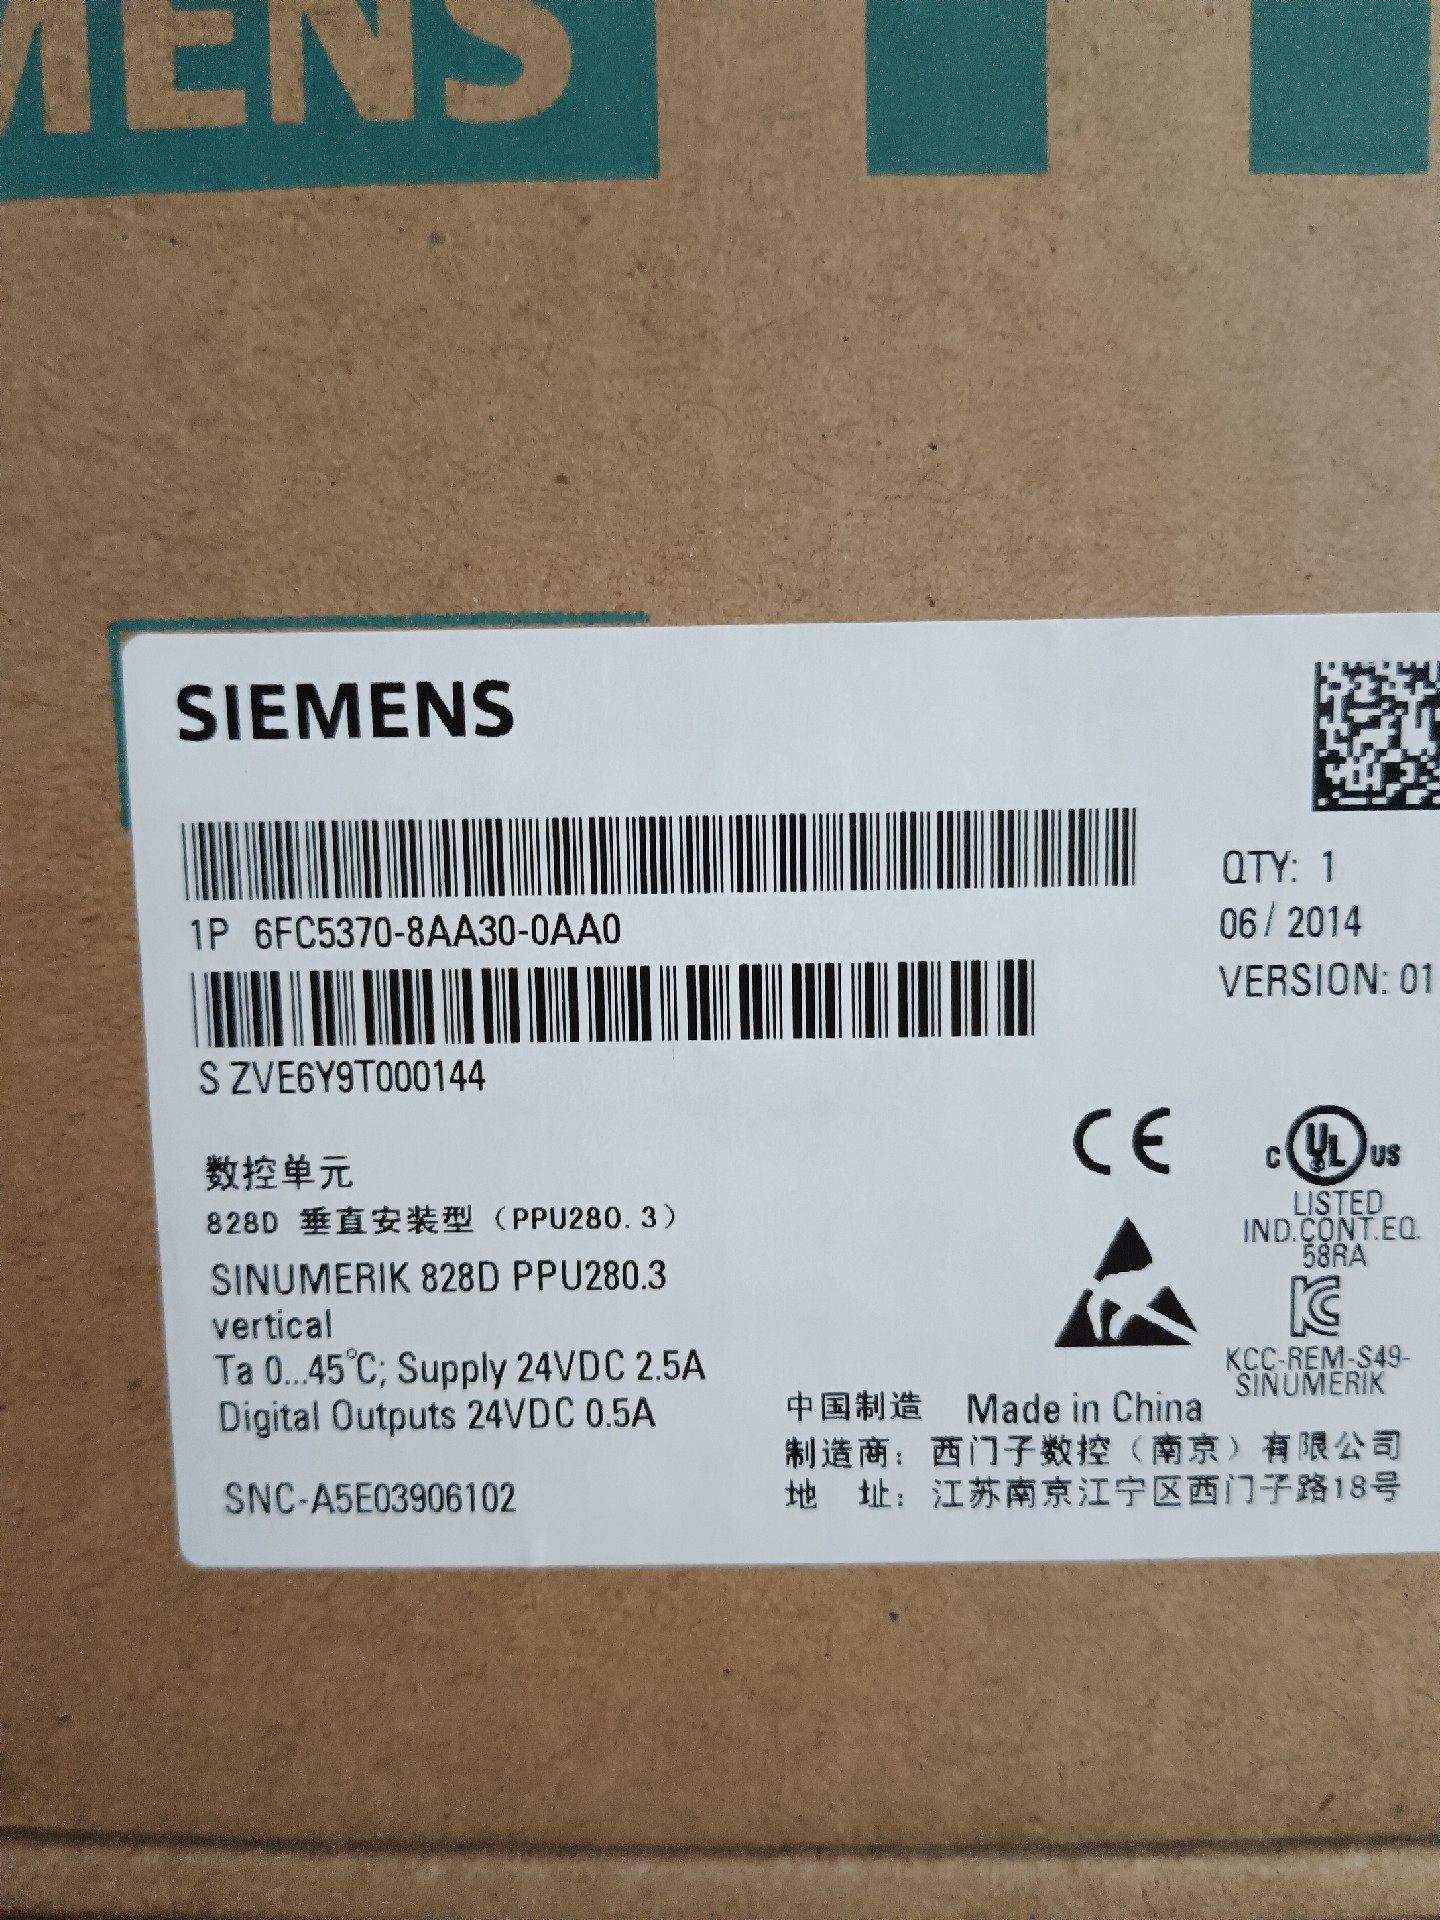 MENS
SIEMENS
1P 6FC5370-8AA30-0AA0
QTY: 1
06 / 2014
VERSION: 01
S ZVE6Y9T000144
数控单元
828D 垂直安装型（PPU280.3）
SINUMERIK 828D PPU280.3
vertical
Ta 0...45°C; Supply 24VDC 2.5A
Digital Outputs 24VDC 0.5A
SNC-A5E03906102
CE
C UL US
LISTED
IND.CONT.EQ.
58RA
KC
KCC-REM-S49-
SINUMERIK
中国制造 Made in China
制造商：西门子数控（南京）有限公司
地 址：江苏南京江宁区西门子路18号